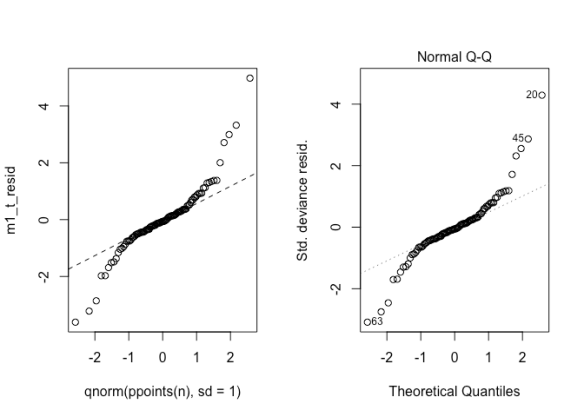 Normal Q-Q
m1_t_resid
-2
0
2
4
-2 -1 0 1 2
qnorm(ppoints(n), sd = 1)
Std. deviance resid.
-2
0
2
4
20
45
63
-2 -1 0 1 2
Theoretical Quantiles